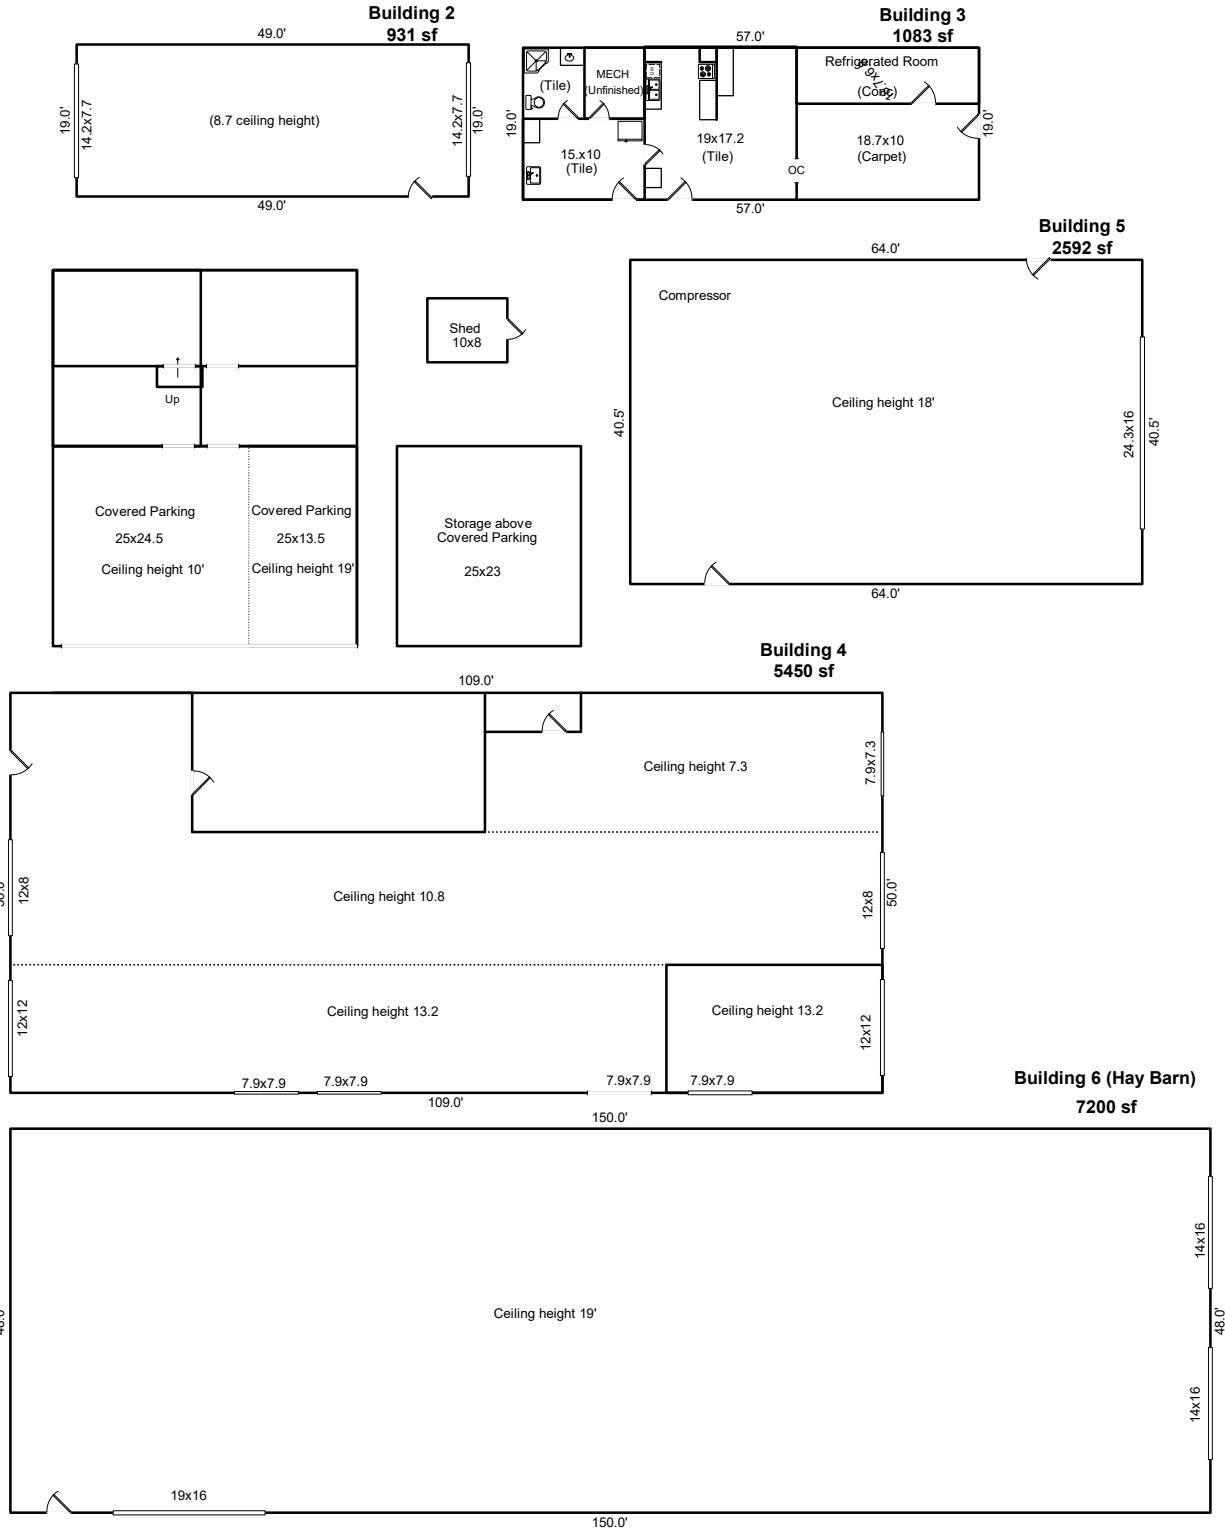 Building 2
931 sf
49.0'
19.0'
14.2x7.7
(8.7 ceiling height)
14.2x7.7
19.0'
49.0'
Building 3
1083 sf
57.0'
Refrigerated Room
(Conc)
MECH
(Unfinished)
(Tile)
19.0'
15.x10
(Tile)
19x17.2
(Tile)
OC
18.7x10
(Carpet)
19.0'
57.0'
Building 5
2592 sf
64.0'
Compressor
Ceiling height 18'
40.5'
24.3x16
40.5'
64.0'
Up
Shed
10x8
Covered Parking
25x24.5
Ceiling height 10'
Covered Parking
25x13.5
Ceiling height 19'
Storage above
Covered Parking
25x23
Building 4
5450 sf
109.0'
Ceiling height 7.3
7.9x7.3
12x8
Ceiling height 10.8
12x8
50.0'
12x12
Ceiling height 13.2
Ceiling height 13.2
12x12
7.9x7.9
7.9x7.9
7.9x7.9
7.9x7.9
109.0'
Building 6 (Hay Barn)
7200 sf
150.0'
14x16
Ceiling height 19'
48.0'
14x16
19x16
150.0'